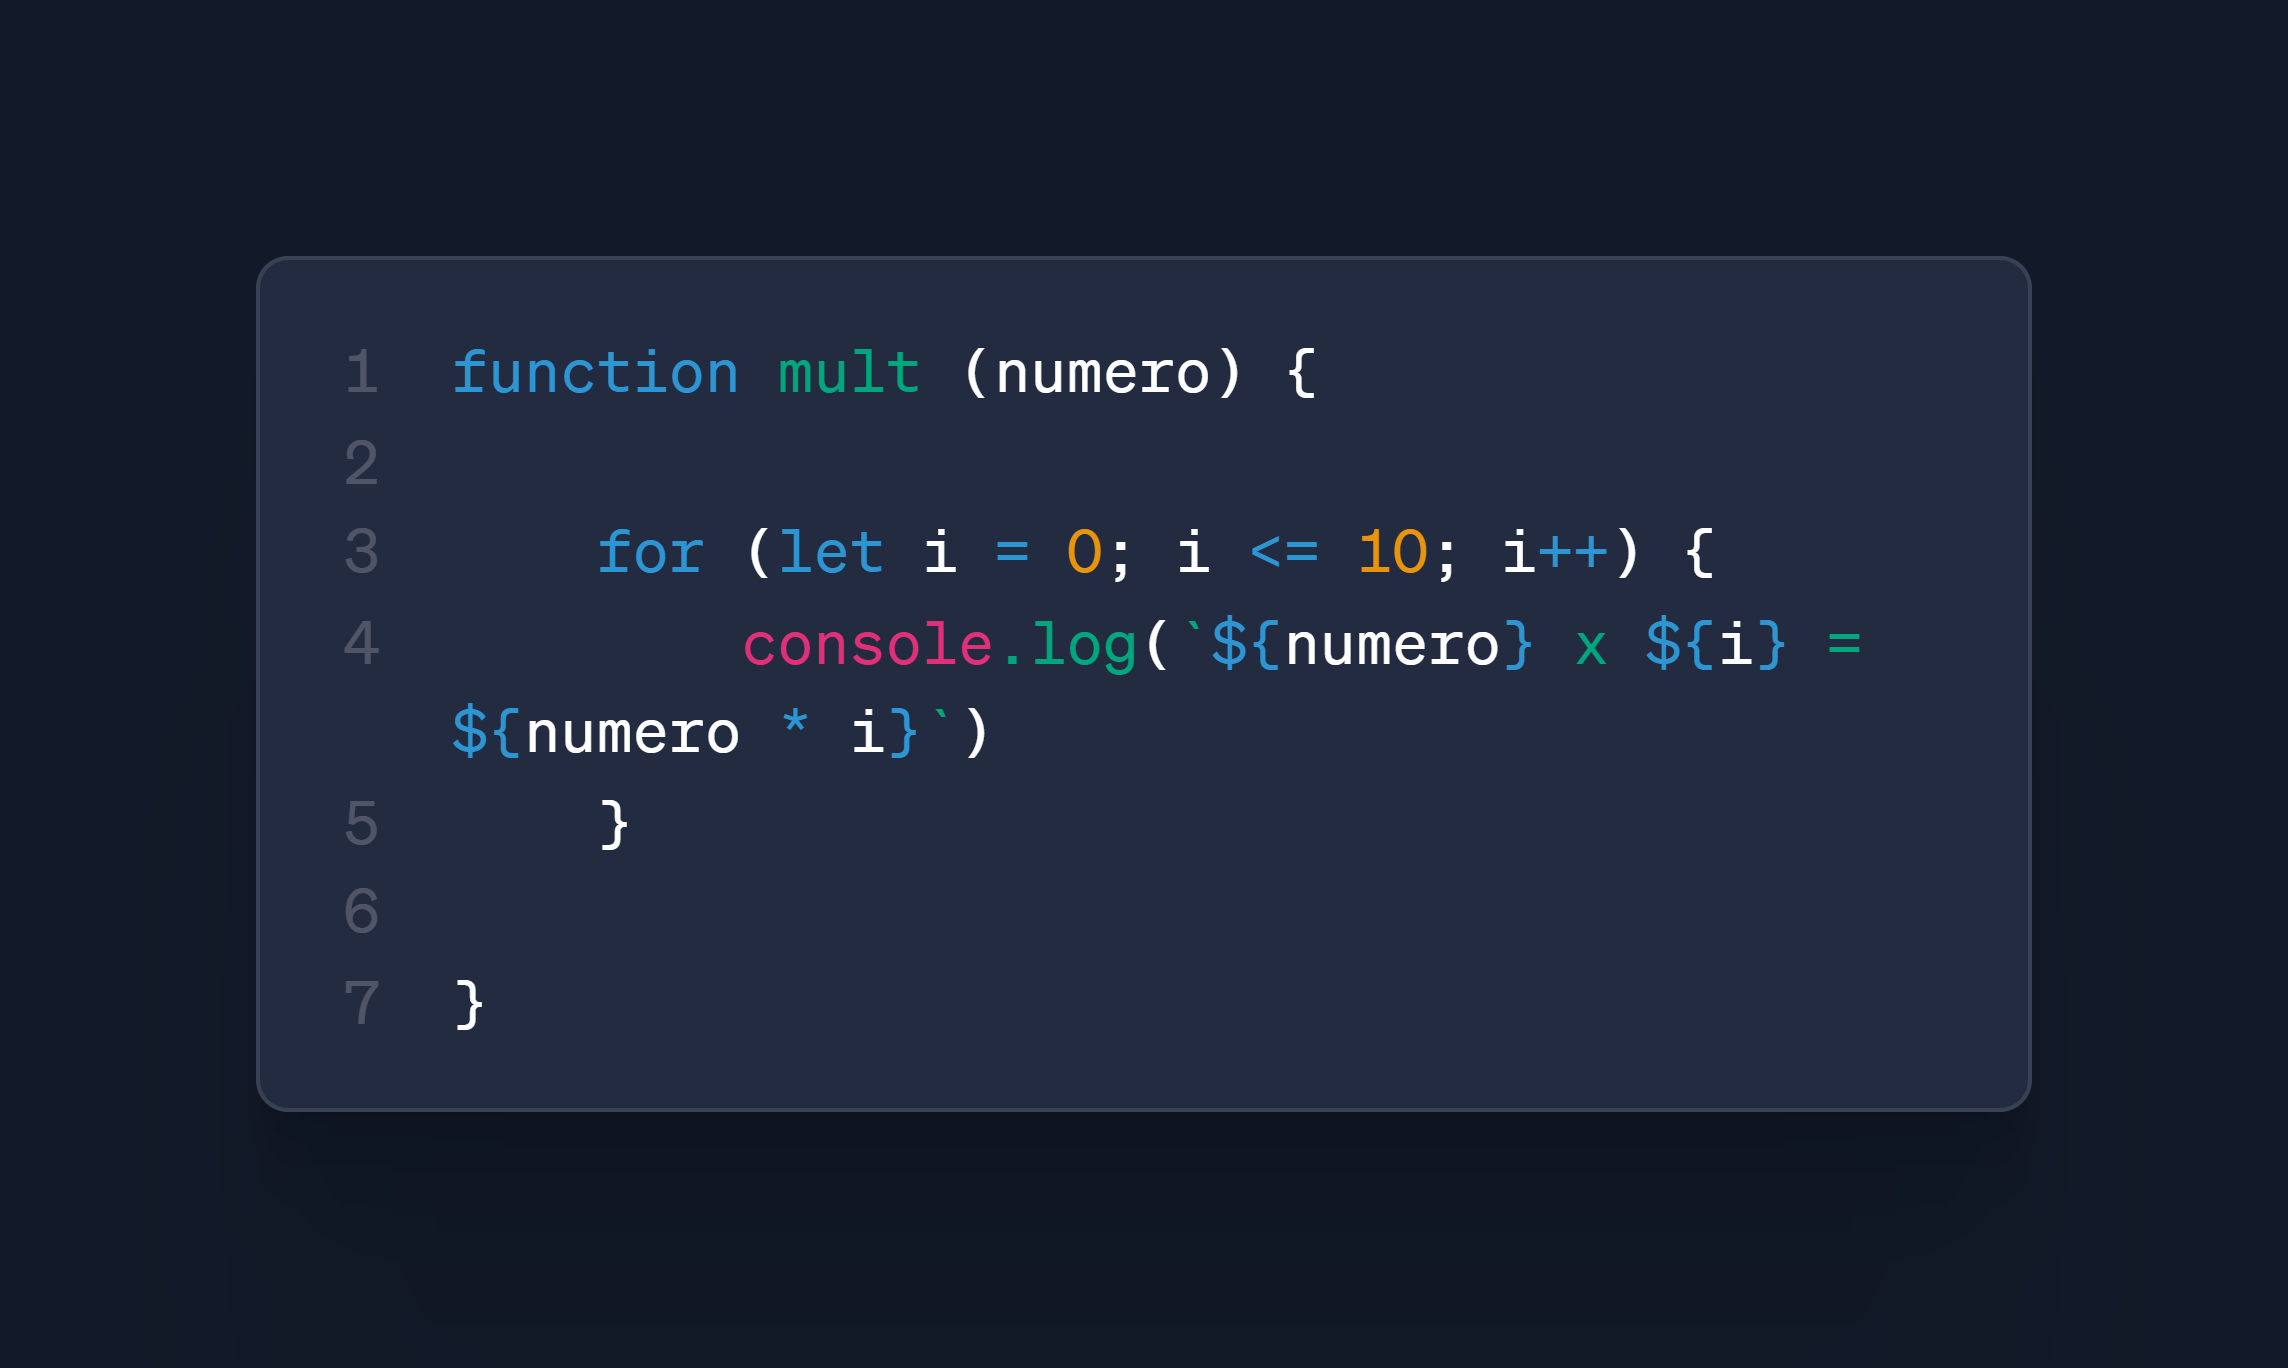 1 function mult (numero) {
2
3     for (let i = 0; i <= 10; i++) {
4         console.log(`${numero} x ${i} =
${numero * i}`)
5     }
6
7 }